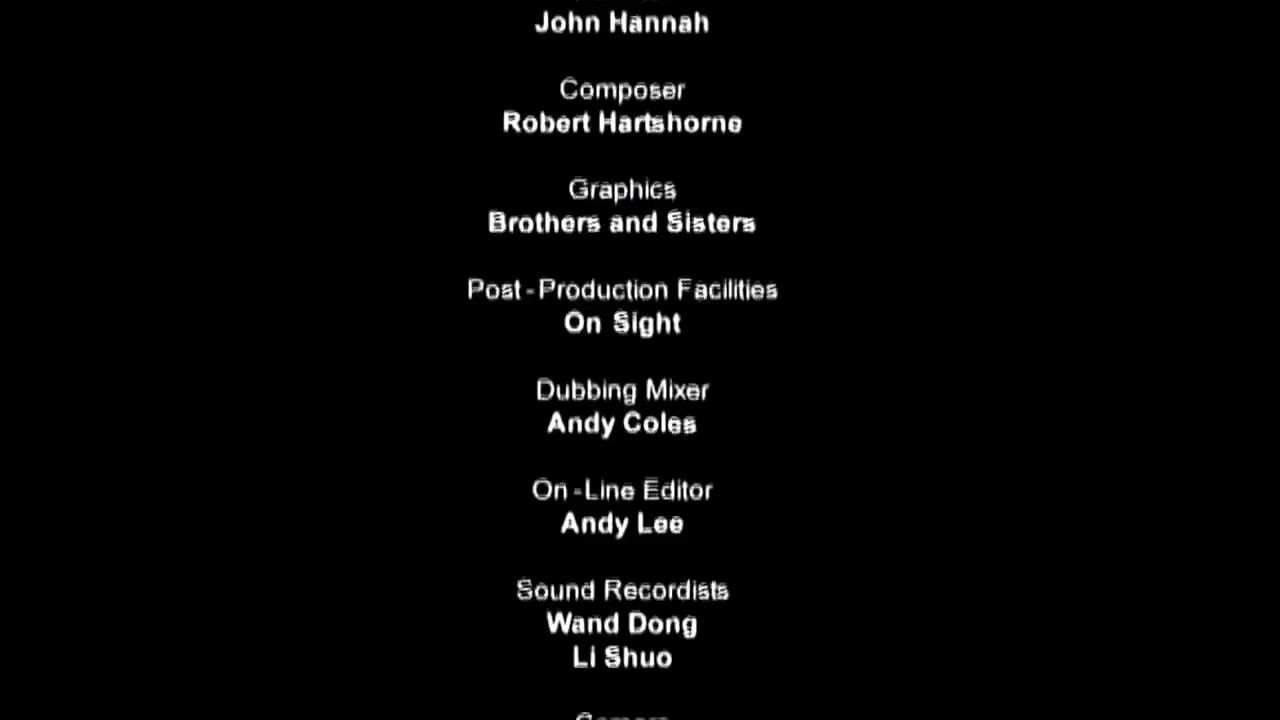 John Hannah
Composer
Robert Hartshorne
Graphics
Brothers and Sisters
Post-Production Facilities
On Sight
Dubbing Mixer
Andy Coles
On-Line Editor
Andy Lee
Sound Recordists
Wand Dong
Li Shuo